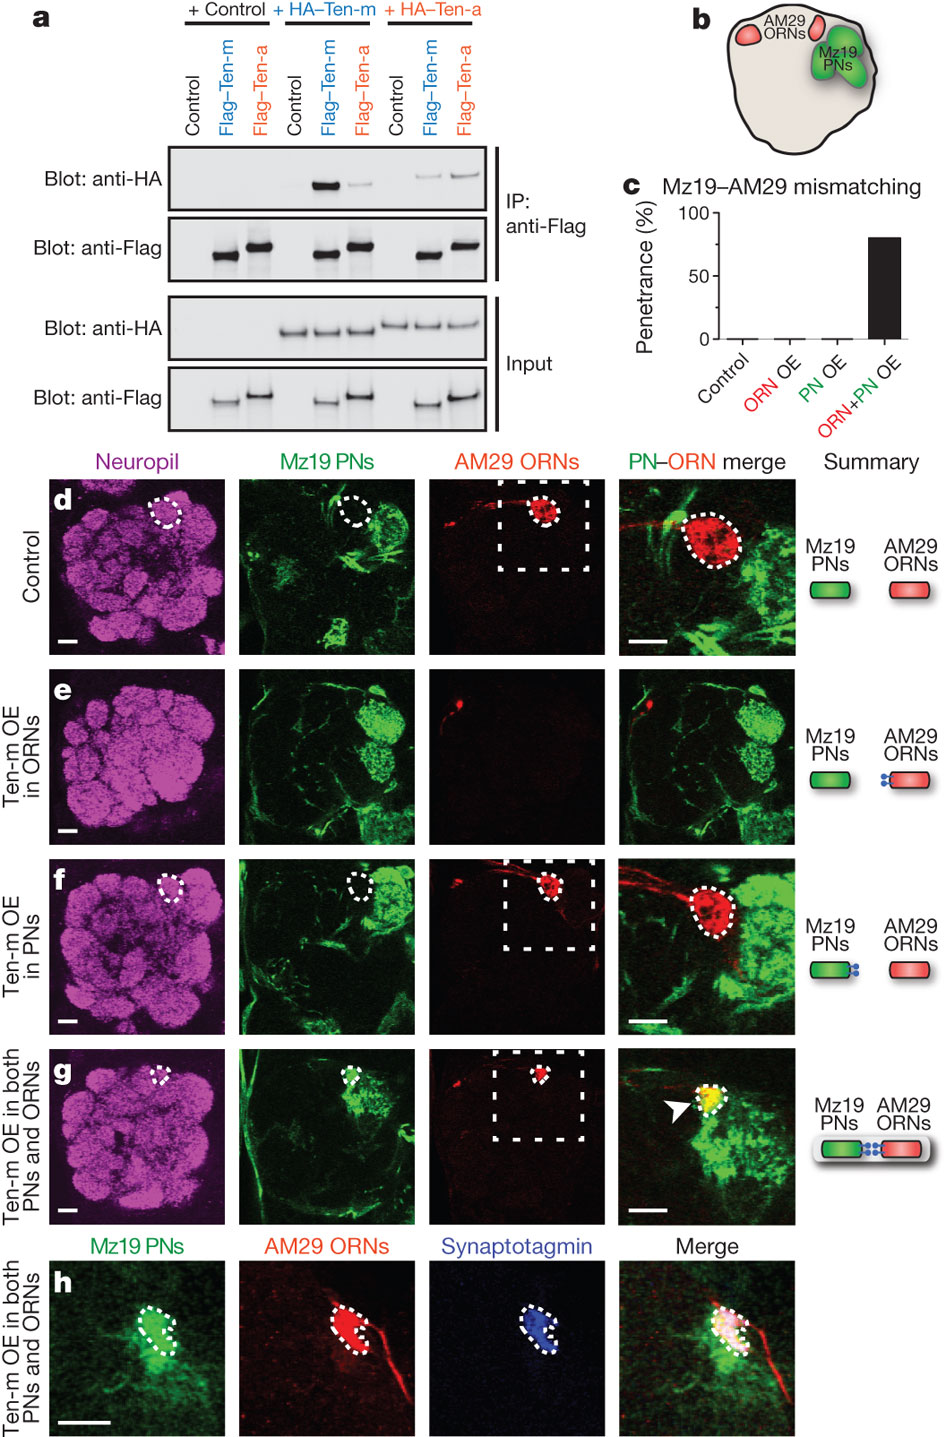 a
+ Control + HA–Ten-m + HA–Ten-a
Control
Flag–Ten-m
Flag–Ten-a
Control
Flag–Ten-m
Flag–Ten-a
Control
Flag–Ten-m
Flag–Ten-a
Blot: anti-HA
Blot: anti-Flag
IP:
anti-Flag
Blot: anti-HA
Blot: anti-Flag
Input
b
AM29
ORNs
Mz19
PNs
c Mz19–AM29 mismatching
Penetrance (%)
100
50
0
Control
ORN OE
PN OE
ORN+PN OE
Neuropil Mz19 PNs AM29 ORNs PN–ORN merge Summary
d
Control
Mz19
PNs
AM29
ORNs
e
Ten-m OE
in ORNs
Mz19
PNs
AM29
ORNs
f
Ten-m OE
in PNs
Mz19
PNs
AM29
ORNs
g
Ten-m OE in both
PNs and ORNs
Mz19
PNs
AM29
ORNs
Mz19 PNs AM29 ORNs Synaptotagmin Merge
h
Ten-m OE in both
PNs and ORNs